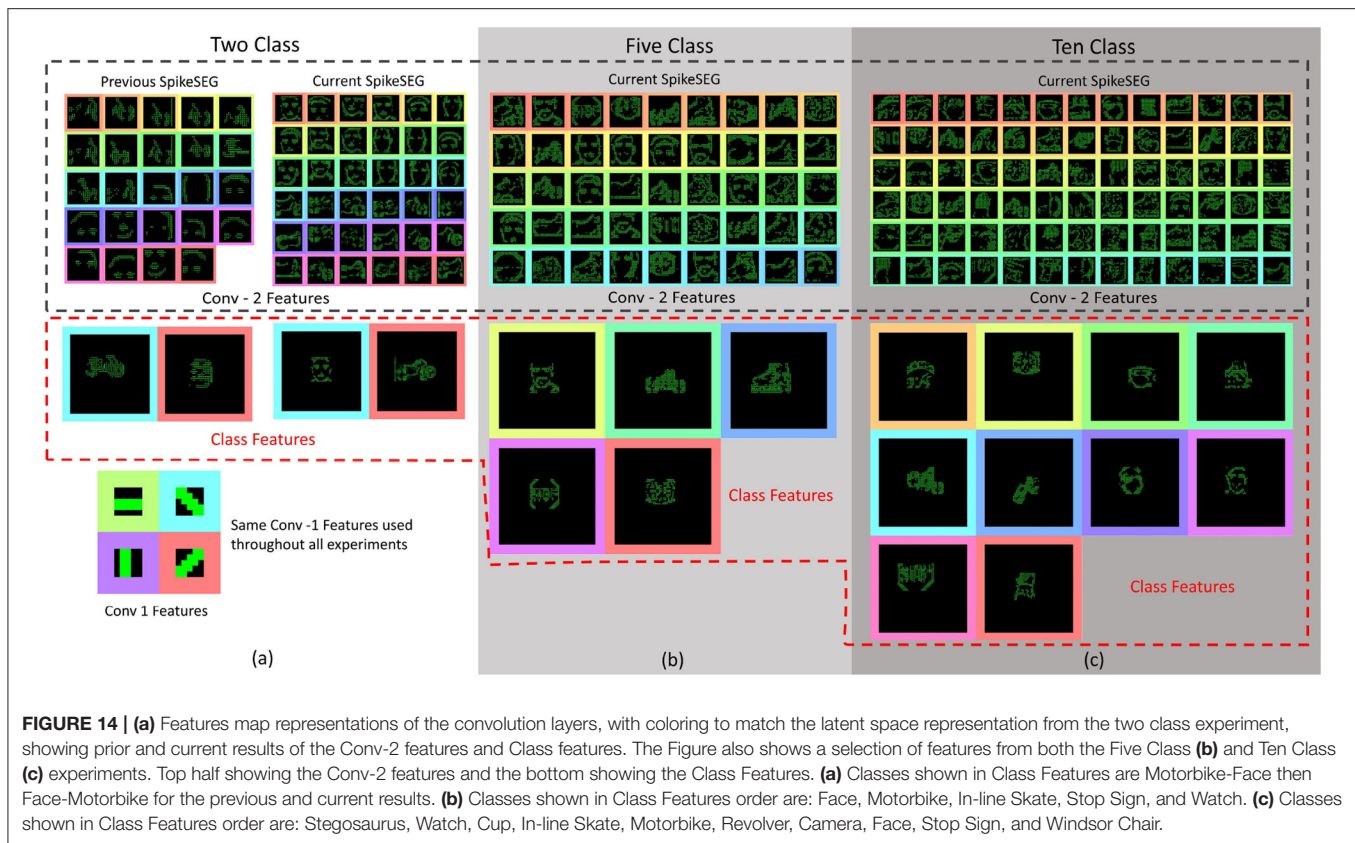 Two Class
Five Class
Ten Class
Previous SpikeSEG
Current SpikeSEG
Current SpikeSEG
Current SpikeSEG
Conv - 2 Features
Conv - 2 Features
Conv - 2 Features
Class Features
Class Features
Class Features
Same Conv -1 Features used
throughout all experiments
Conv 1 Features
(a)
(b)
(c)
FIGURE 14 | (a) Features map representations of the convolution layers, with coloring to match the latent space representation from the two class experiment,
showing prior and current results of the Conv-2 features and Class features. The Figure also shows a selection of features from both the Five Class (b) and Ten Class
(c) experiments. Top half showing the Conv-2 features and the bottom showing the Class Features. (a) Classes shown in Class Features are Motorbike-Face then
Face-Motorbike for the previous and current results. (b) Classes shown in Class Features order are: Face, Motorbike, In-line Skate, Stop Sign, and Watch. (c) Classes
shown in Class Features order are: Stegosaurus, Watch, Cup, In-line Skate, Motorbike, Revolver, Camera, Face, Stop Sign, and Windsor Chair.